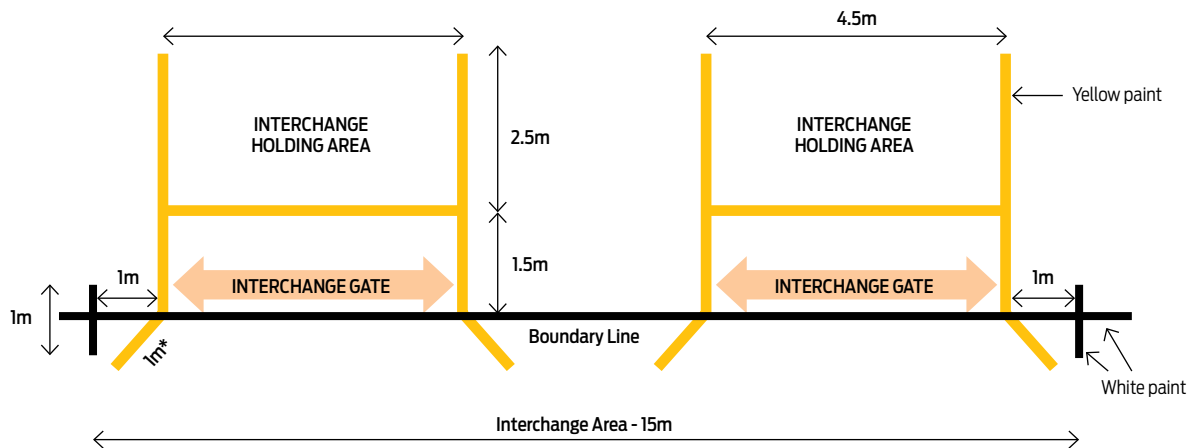 4.5m
Yellow paint
INTERCHANGE
HOLDING AREA
2.5m
INTERCHANGE
HOLDING AREA
1.5m
1m
INTERCHANGE GATE
INTERCHANGE GATE
1m
1m
1m*
Boundary Line
White paint
Interchange Area - 15m